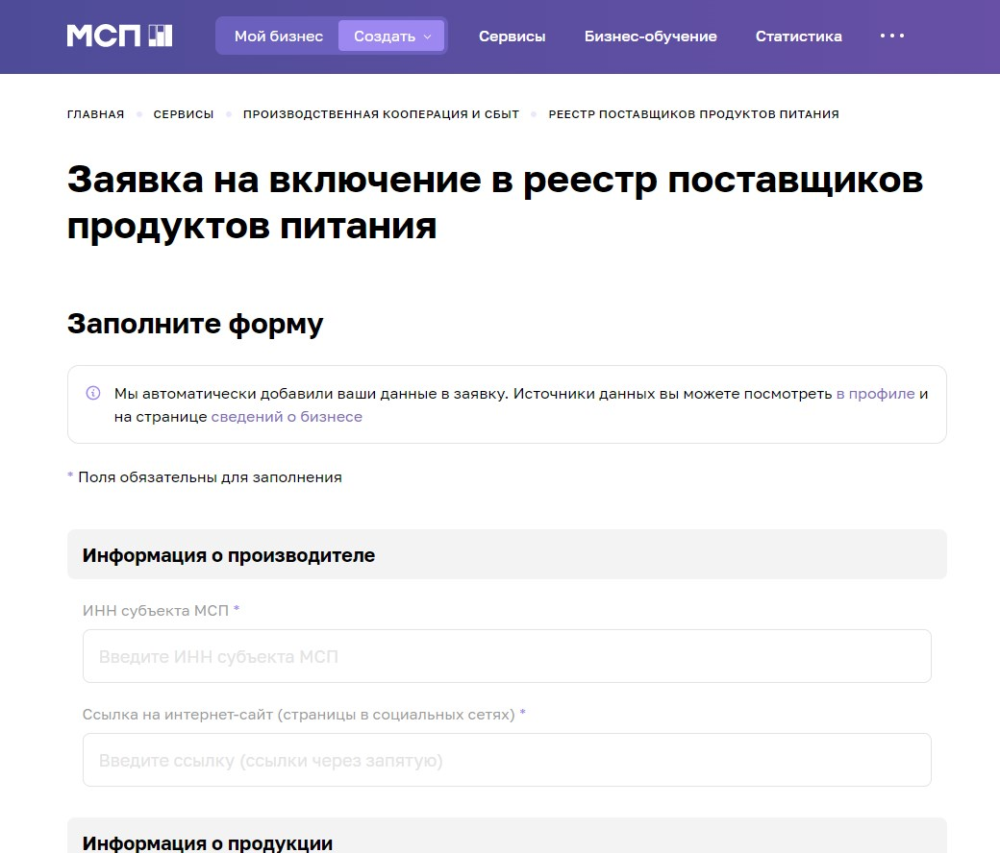 МСП
Мой бизнес Создать Сервисы Бизнес-обучение Статистика
ГЛАВНАЯ СЕРВИСЫ ПРОИЗВОДСТВЕННАЯ КООПЕРАЦИЯ И СБЫТ РЕЕСТР ПОСТАВЩИКОВ ПРОДУКТОВ ПИТАНИЯ
Заявка на включение в реестр поставщиков
продуктов питания
Заполните форму
Мы автоматически добавили ваши данные в заявку. Источники данных вы можете посмотреть в профиле и
на странице сведений о бизнесе
* Поля обязательны для заполнения
Информация о производителе
ИНН субъекта МСП *
Введите ИНН субъекта МСП
Ссылка на интернет-сайт (страницы в социальных сетях) *
Введите ссылку (ссылки через запятую)
Информация о продукции